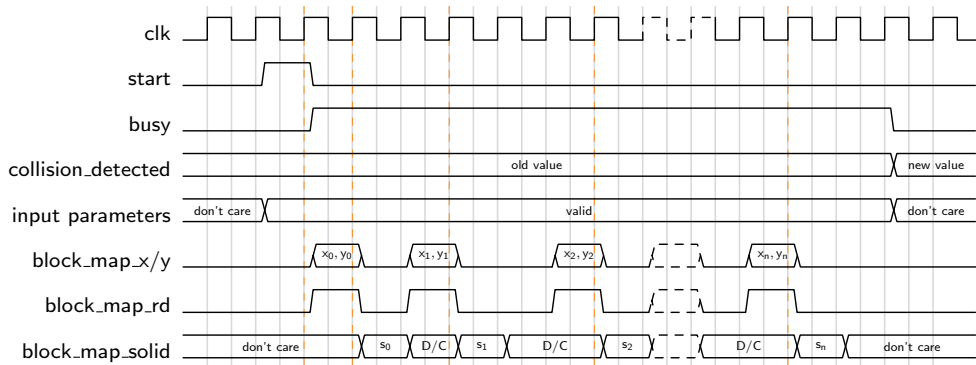 clk
start
busy
collision_detected old value new value
input parameters don't care valid don't care
block_map_x/y x₀, y₀ x₁, y₁ x₂, y₂ xₙ, yₙ
block_map_rd
block_map_solid don't care s₀ D/C s₁ D/C s₂ D/C sₙ don't care